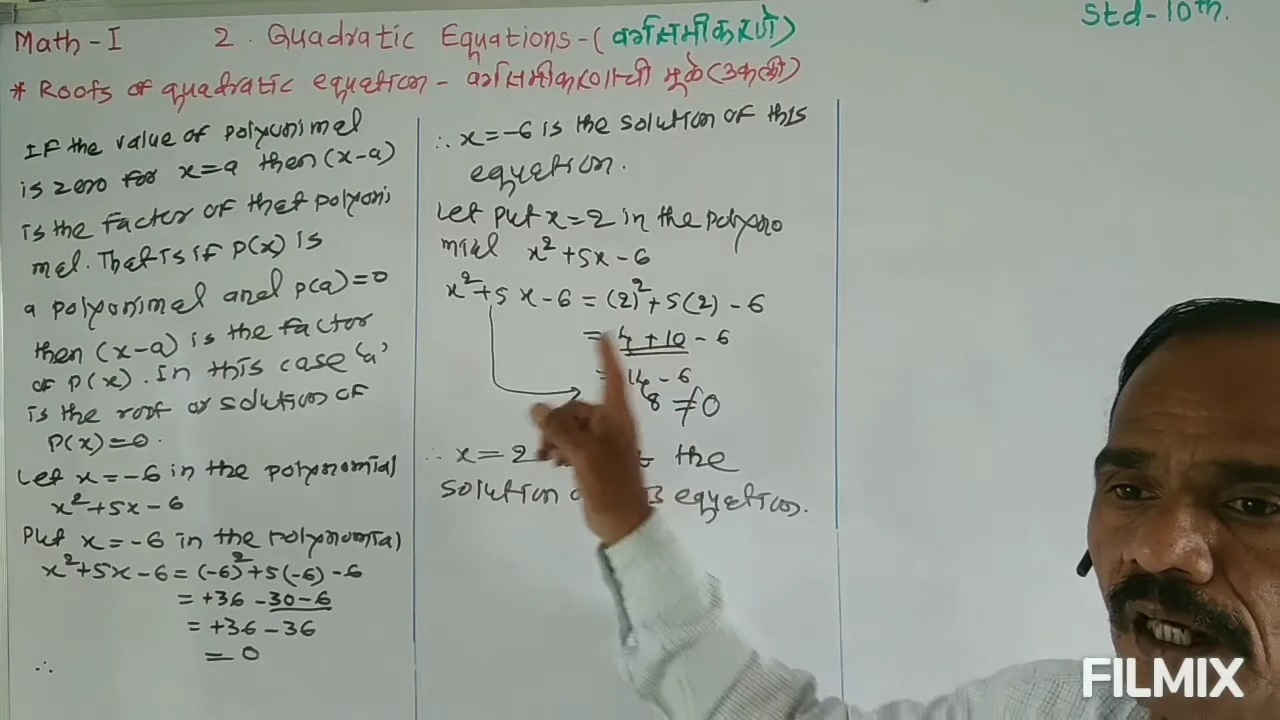 Math-I 2. Quadratic Equations-(वर्गसमीकरणे)
Std-10th.
* Roots of quadratic equation - वर्गसमीकरणाची मुळे (उकली)
If the value of polyonimel
is zero for x=a then (x-a)
is the factor of thet polyoni
mel. That is if P(x) is
a polyonimel and p(a)=0
then (x-a) is the factor
of P(x). In this case 'a'
is the root or solution of
P(x)=0.
Let x=-6 in the polynomial
x²+5x-6
Put x=-6 in the polynomial
x²+5x-6 = (-6)²+5(-6)-6
= +36-30-6
= +36-36
= 0
∴
∴ x=-6 is the solution of this
equation.
Let put x=2 in the polyno
mial x²+5x-6
x²+5x-6 = (2)²+5(2)-6
= 4+10-6
= 14-6
8 ≠ 0
∴ x=2 the
solution equation.
FILMIX